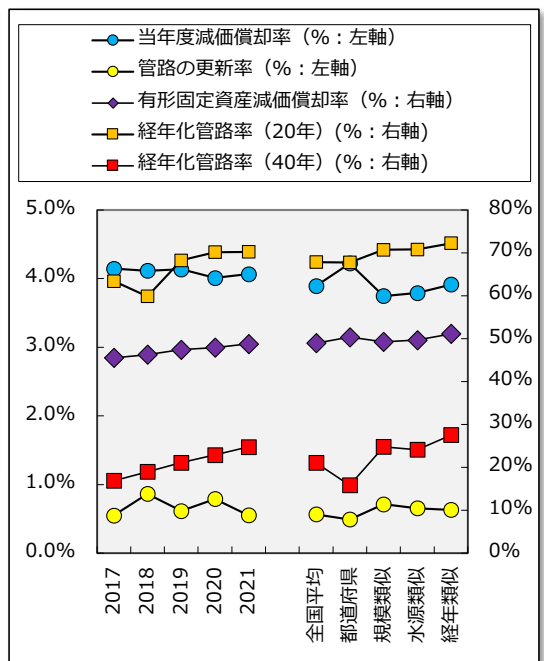 当年度減価償却率（%：左軸）
管路の更新率（%：左軸）
有形固定資産減価償却率（%：右軸）
経年化管路率（20年）(%：右軸)
経年化管路率（40年）(%：右軸)
5.0%
4.0%
3.0%
2.0%
1.0%
0.0%
80%
70%
60%
50%
40%
30%
20%
10%
0%
2017
2018
2019
2020
2021
全国平均
都道府県
規模類似
水源類似
経年類似